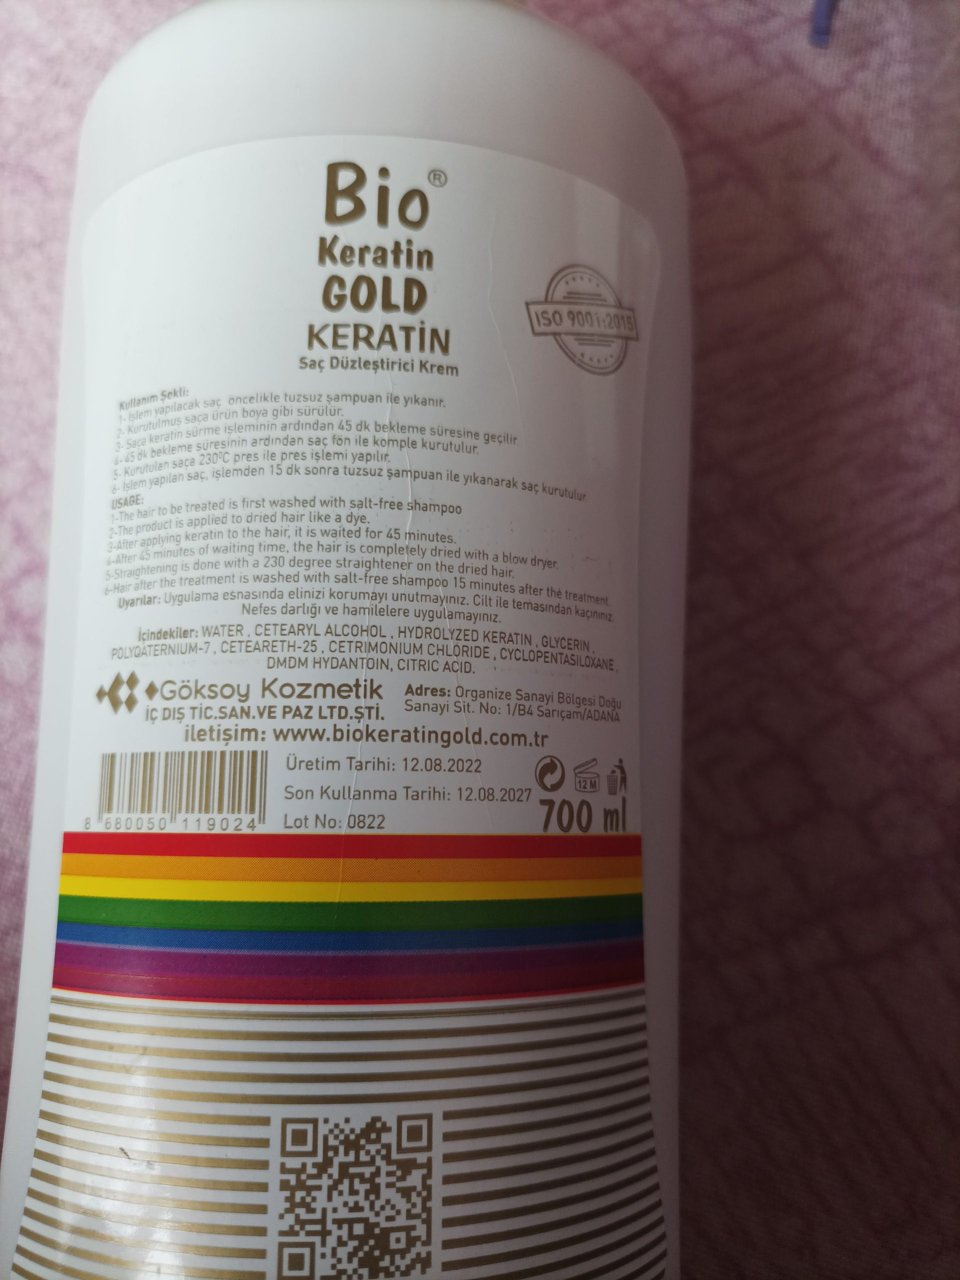 Bio®
Keratin
GOLD
KERATİN
Saç Düzleştirici Krem
ISO 9001:2015
Kullanım Şekli:
1- İşlem yapılacak saç öncelikle tuzsuz şampuan ile yıkanır.
2- Kurutulmuş saça ürün boya gibi sürülür.
3- Saça keratin sürme işleminin ardından 45 dk bekleme süresine geçilir
4- 45 dk bekleme süresinin ardından saç fön ile komple kurutulur.
5- Kurutulan saça 230°C pres ile pres işlemi yapılır.
6- İşlem yapılan saç, işlemden 15 dk sonra tuzsuz şampuan ile yıkanarak saç kurutulur
USAGE:
1-The hair to be treated is first washed with salt-free shampoo
2-The product is applied to dried hair like a dye.
3-After applying keratin to the hair, it is waited for 45 minutes.
4-After 45 minutes of waiting time, the hair is completely dried with a blow dryer.
5-Straightening is done with a 230 degree straightener on the dried hair.
6-Hair after the treatment is washed with salt-free shampoo 15 minutes after the treatment.
Uyarılar: Uygulama esnasında elinizi korumayı unutmayınız. Cilt ile temasından kaçınınız.
Nefes darlığı ve hamilelere uygulamayınız.
İçindekiler: WATER , CETEARYL ALCOHOL , HYDROLYZED KERATIN , GLYCERIN ,
POLYQATERNIUM-7 , CETEARETH-25 , CETRIMONIUM CHLORIDE , CYCLOPENTASILOXANE ,
DMDM HYDANTOIN, CITRIC ACID.
Göksoy Kozmetik
İÇ DIŞ TİC.SAN.VE PAZ LTD.ŞTİ.
Adres: Organize Sanayi Bölgesi Doğu
Sanayi Sit. No: 1/B4 Sarıçam/ADANA
iletişim: www.biokeratingold.com.tr
Üretim Tarihi: 12.08.2022
Son Kullanma Tarihi: 12.08.2027
Lot No: 0822
12 M
700 ml
8 680050 119024